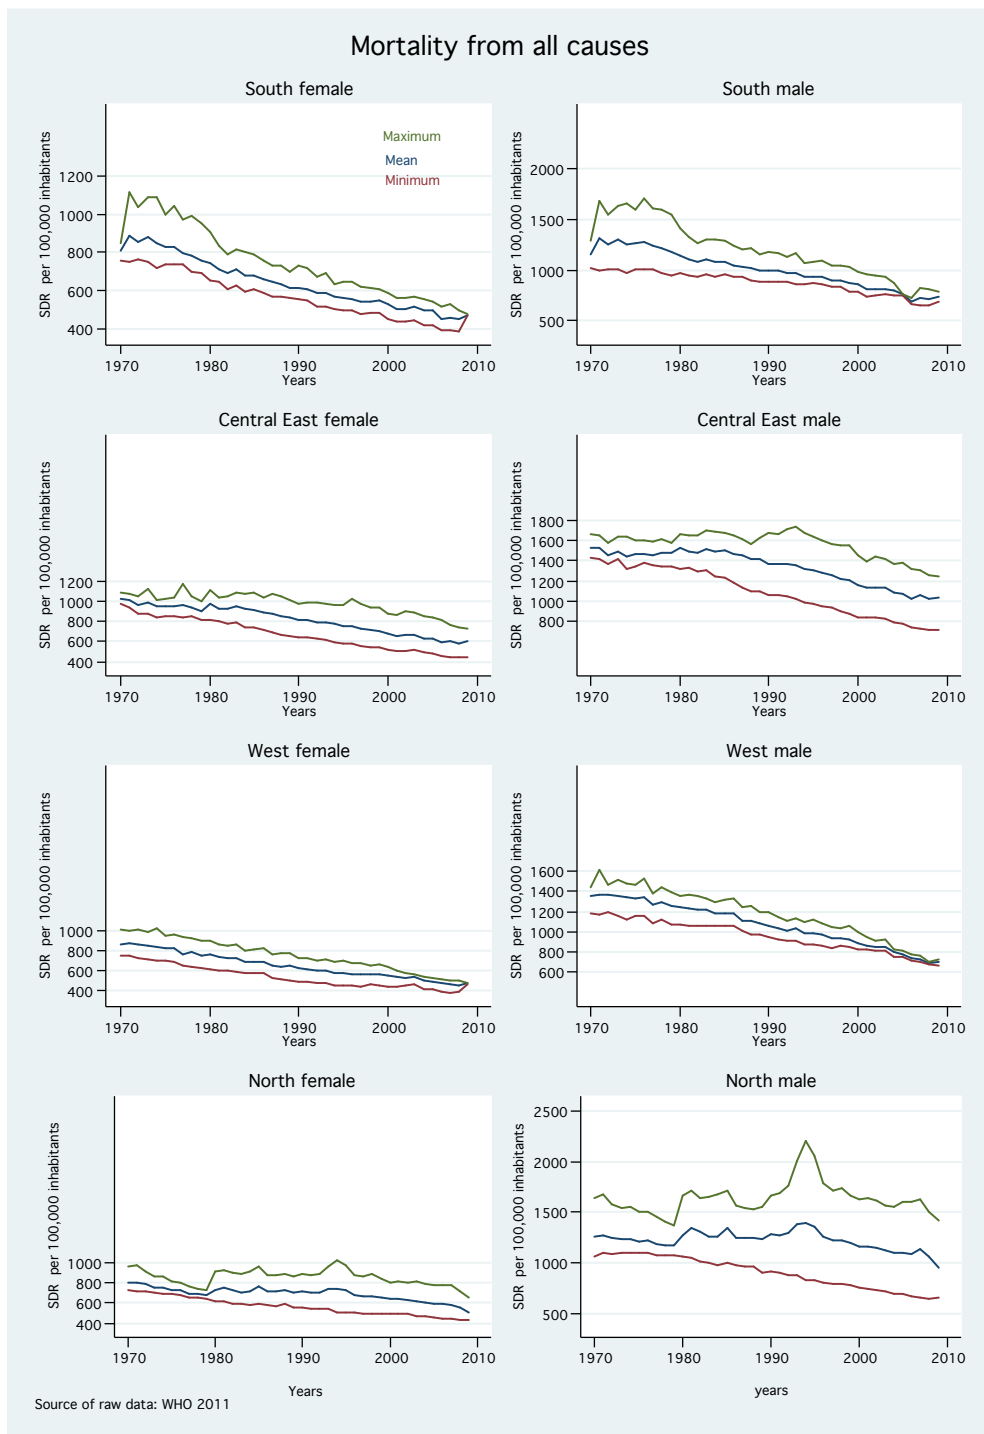 Mortality from all causes
South female
SDR per 100,000 inhabitants
1200
1000
800
600
400
Maximum
Mean
Minimum
1970 1980 1990 2000 2010
Years
South male
SDR per 100,000 inhabitants
2000
1500
1000
500
1970 1980 1990 2000 2010
Years
Central East female
SDR per 100,000 inhabitants
1200
1000
800
600
400
1970 1980 1990 2000 2010
Years
Central East male
SDR per 100,000 inhabitants
1800
1600
1400
1200
1000
800
1970 1980 1990 2000 2010
Years
West female
SDR per 100,000 inhabitants
1000
800
600
400
1970 1980 1990 2000 2010
Years
West male
SDR per 100,000 inhabitants
1600
1400
1200
1000
800
600
1970 1980 1990 2000 2010
Years
North female
SDR per 100,000 inhabitants
1000
800
600
400
1970 1980 1990 2000 2010
Years
North male
SDR per 100,000 inhabitants
2500
2000
1500
1000
500
1970 1980 1990 2000 2010
years
Source of raw data: WHO 2011